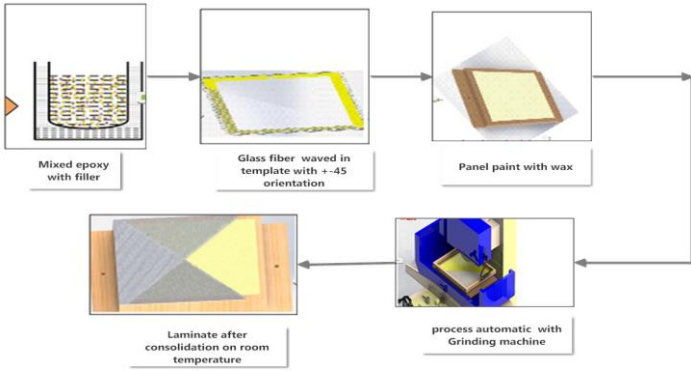 Mixed epoxy
with filler
Glass fiber waved in
template with +-45
orientation
Panel paint with wax
Laminate after
consolidation on room
temperature
process automatic with
Grinding machine